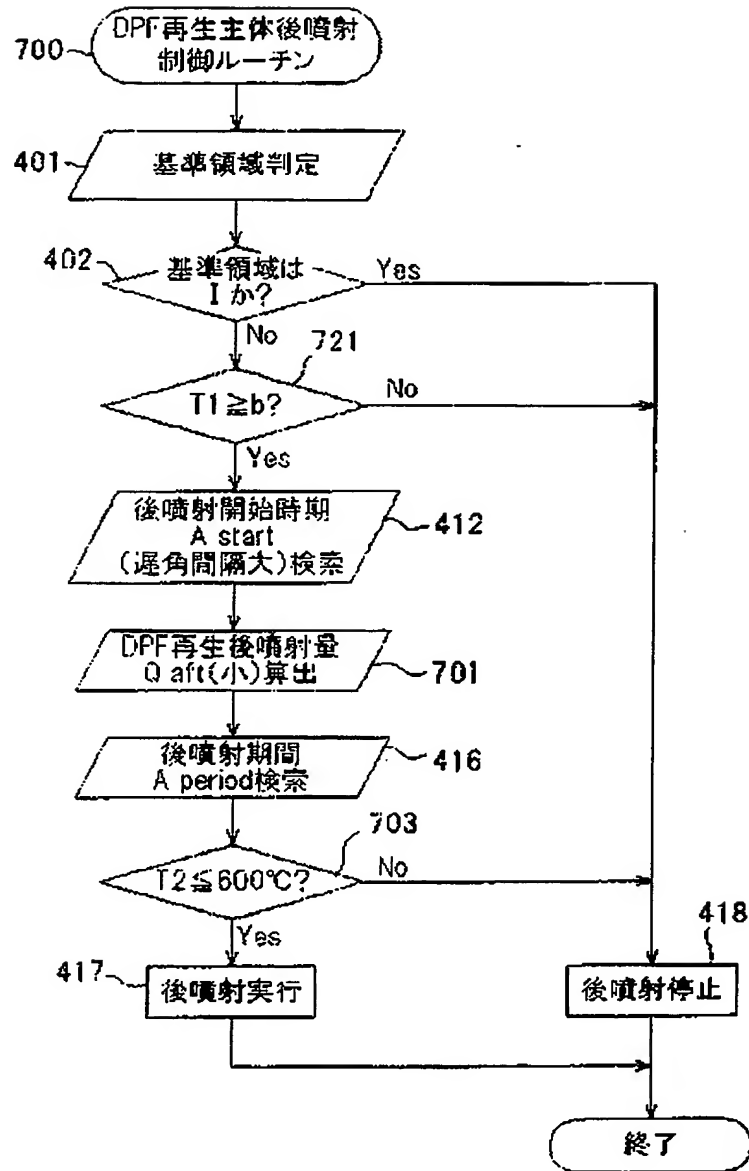 DPF再生主体後噴射
制御ルーチン
700
401
基準領域判定
402
基準領域は
Ⅰか?
Yes
No
721
T1≧b?
No
Yes
後噴射開始時期
A start
(遅角間隔大)検索
412
DPF再生後噴射量
Q aft(小)算出
701
後噴射期間
A period検索
416
703
T2≦600℃?
No
Yes
417
後噴射実行
418
後噴射停止
終了